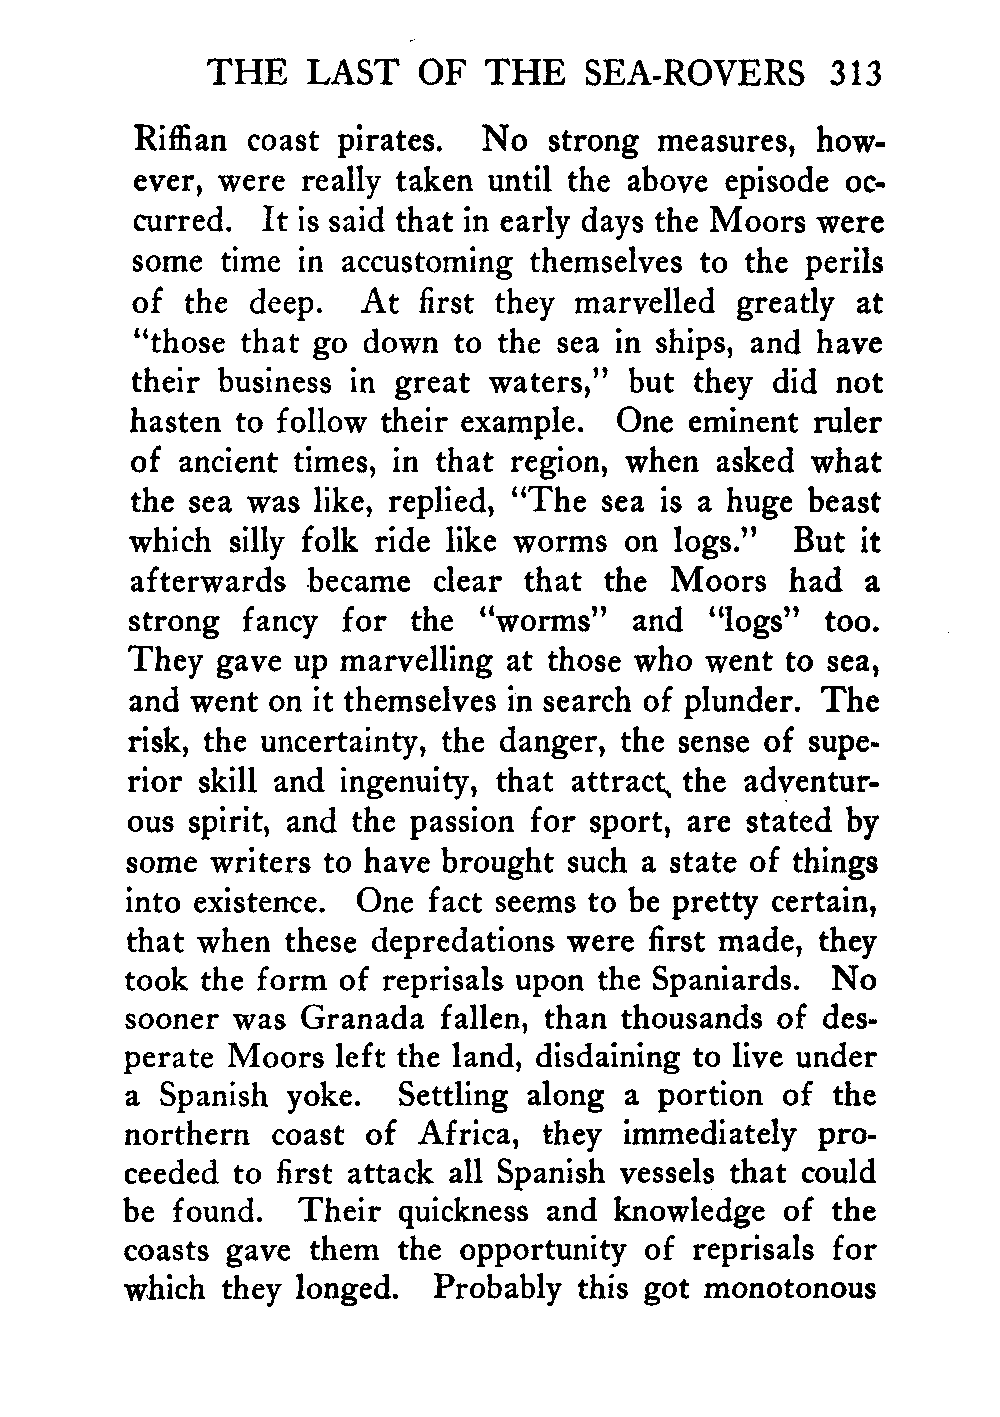 THE LAST OF THE SEA-ROVERS 313
Riffian coast pirates. No strong measures, how-
ever, were really taken until the above episode oc-
curred. It is said that in early days the Moors were
some time in accustoming themselves to the perils
of the deep. At first they marvelled greatly at
“those that go down to the sea in ships, and have
their business in great waters,” but they did not
hasten to follow their example. One eminent ruler
of ancient times, in that region, when asked what
the sea was like, replied, “The sea is a huge beast
which silly folk ride like worms on logs.” But it
afterwards became clear that the Moors had a
strong fancy for the “worms” and “logs” too.
They gave up marvelling at those who went to sea,
and went on it themselves in search of plunder. The
risk, the uncertainty, the danger, the sense of supe-
rior skill and ingenuity, that attract the adventur-
ous spirit, and the passion for sport, are stated by
some writers to have brought such a state of things
into existence. One fact seems to be pretty certain,
that when these depredations were first made, they
took the form of reprisals upon the Spaniards. No
sooner was Granada fallen, than thousands of des-
perate Moors left the land, disdaining to live under
a Spanish yoke. Settling along a portion of the
northern coast of Africa, they immediately pro-
ceeded to first attack all Spanish vessels that could
be found. Their quickness and knowledge of the
coasts gave them the opportunity of reprisals for
which they longed. Probably this got monotonous